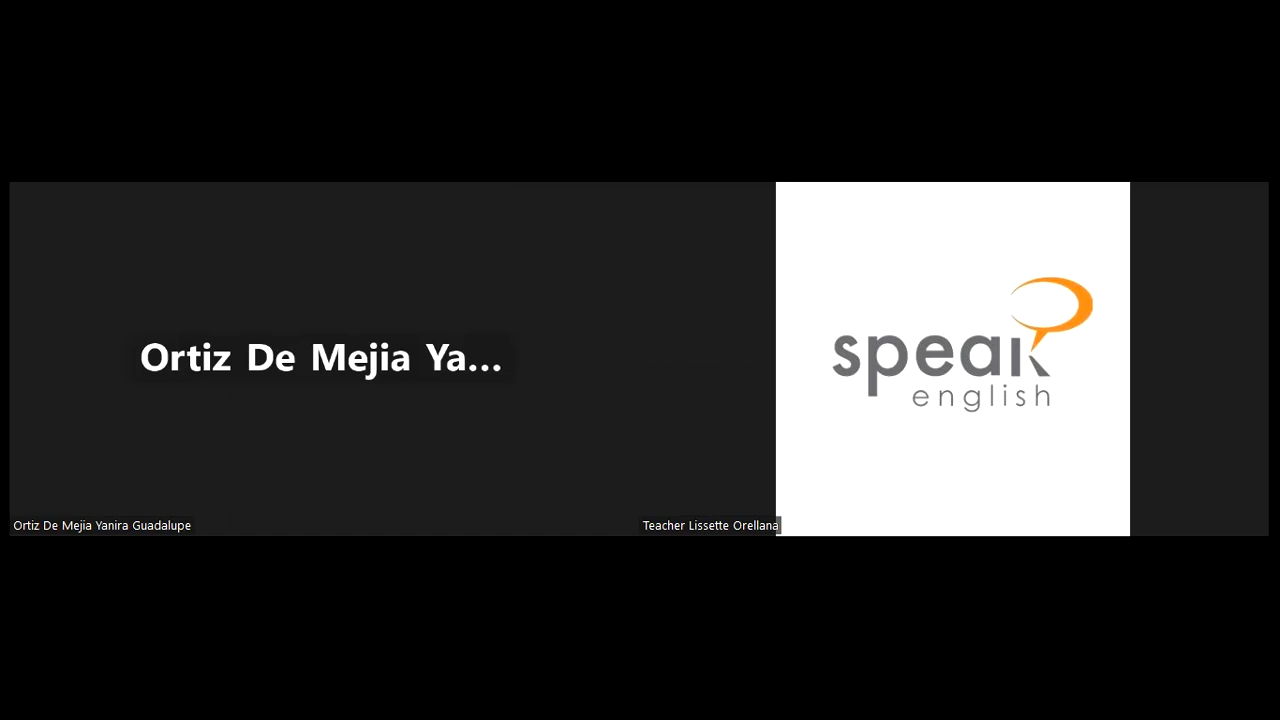 Ortiz De Mejia Ya...
speak
english
Ortiz De Mejia Yanira Guadalupe
Teacher Lissette Orellana